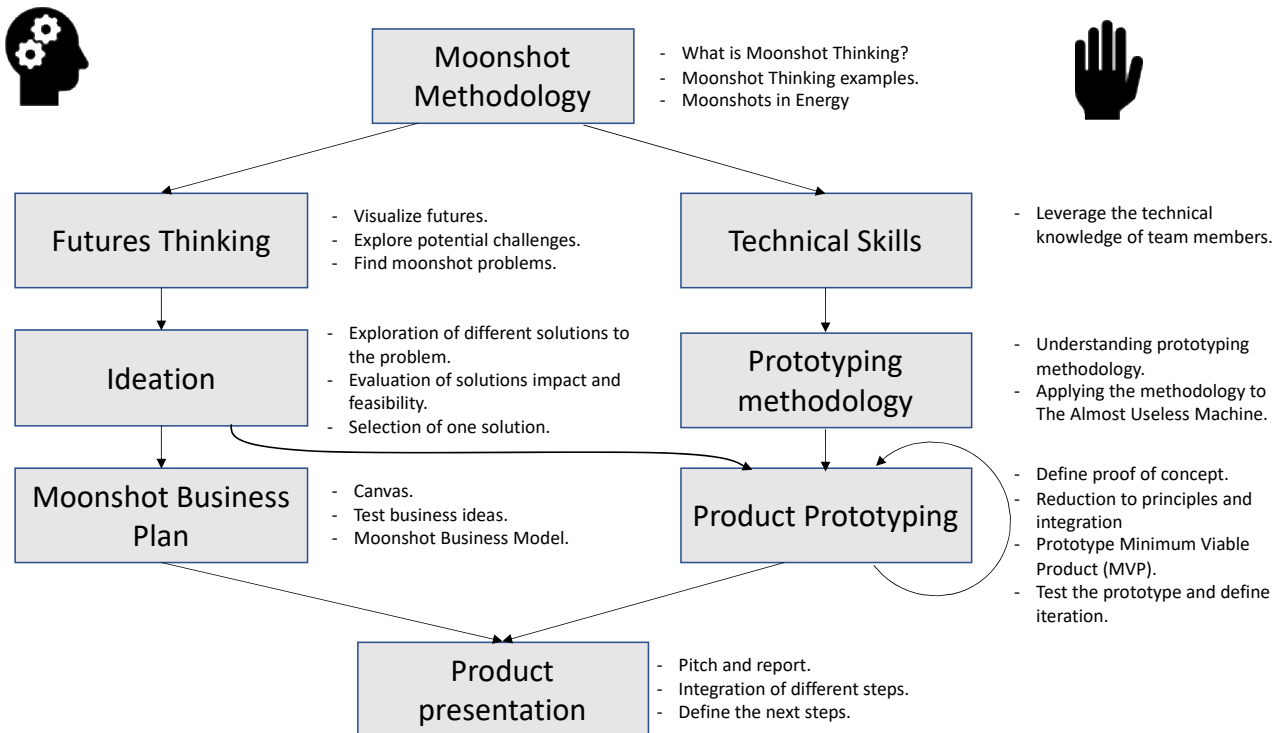 Moonshot
Methodology
- What is Moonshot Thinking?
- Moonshot Thinking examples.
- Moonshots in Energy
Futures Thinking
- Visualize futures.
- Explore potential challenges.
- Find moonshot problems.
Technical Skills
- Leverage the technical
knowledge of team members.
Ideation
- Exploration of different solutions to
the problem.
- Evaluation of solutions impact and
feasibility.
- Selection of one solution.
Prototyping
methodology
- Understanding prototyping
methodology.
- Applying the methodology to
The Almost Useless Machine.
Moonshot Business
Plan
- Canvas.
- Test business ideas.
- Moonshot Business Model.
Product Prototyping
- Define proof of concept.
- Reduction to principles and
integration
- Prototype Minimum Viable
Product (MVP).
- Test the prototype and define
iteration.
Product
presentation
- Pitch and report.
- Integration of different steps.
- Define the next steps.